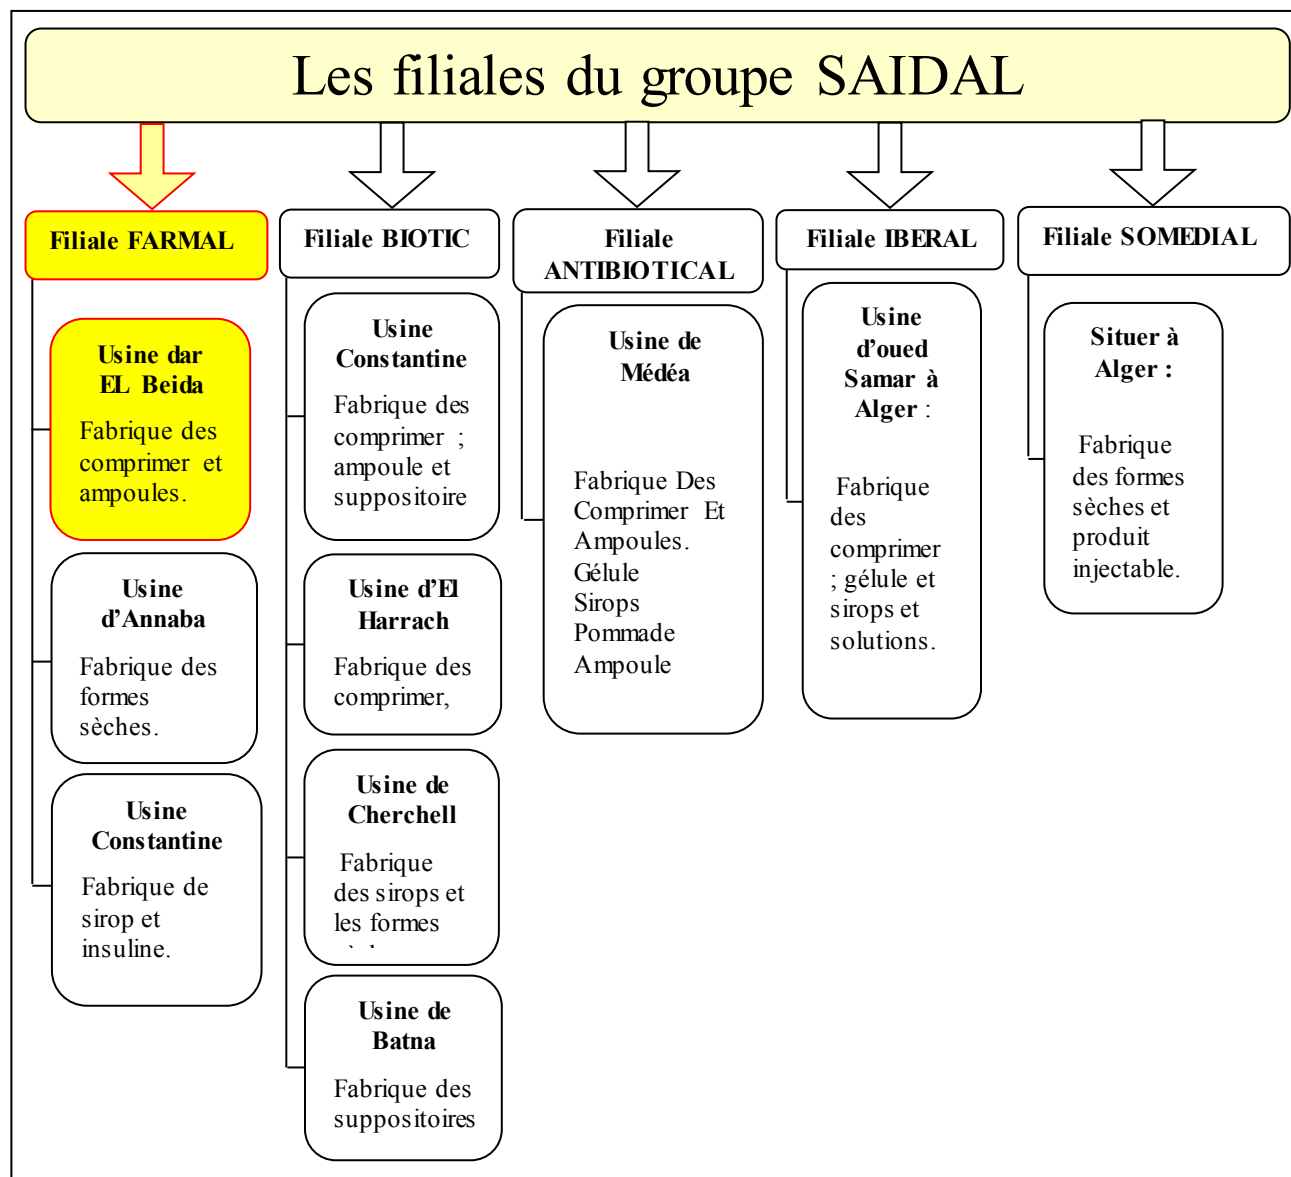 Les filiales du groupe SAIDAL
Filiale FARMAL
Usine dar
EL Beida
Fabrique des
comprimer et
ampoules.
Usine
d’Annaba
Fabrique des
formes
sèches.
Usine
Constantine
Fabrique de
sirop et
insuline.
Filiale BIOTIC
Usine
Constantine
Fabrique des
comprimer ;
ampoule et
suppositoire
Usine d’El
Harrach
Fabrique des
comprimer,
Usine de
Cherchell
Fabrique
des sirops et
les formes
Usine de
Batna
Fabrique des
suppositoires
Filiale
ANTIBIOTICAL
Usine de
Médéa
Fabrique Des
Comprimer Et
Ampoules.
Gélule
Sirops
Pommade
Ampoule
Filiale IBERAL
Usine
d’oued
Samar à
Alger :
Fabrique
des
comprimer
; gélule et
sirops et
solutions.
Filiale SOMEDIAL
Situer à
Alger :
Fabrique
des formes
sèches et
produit
injectable.